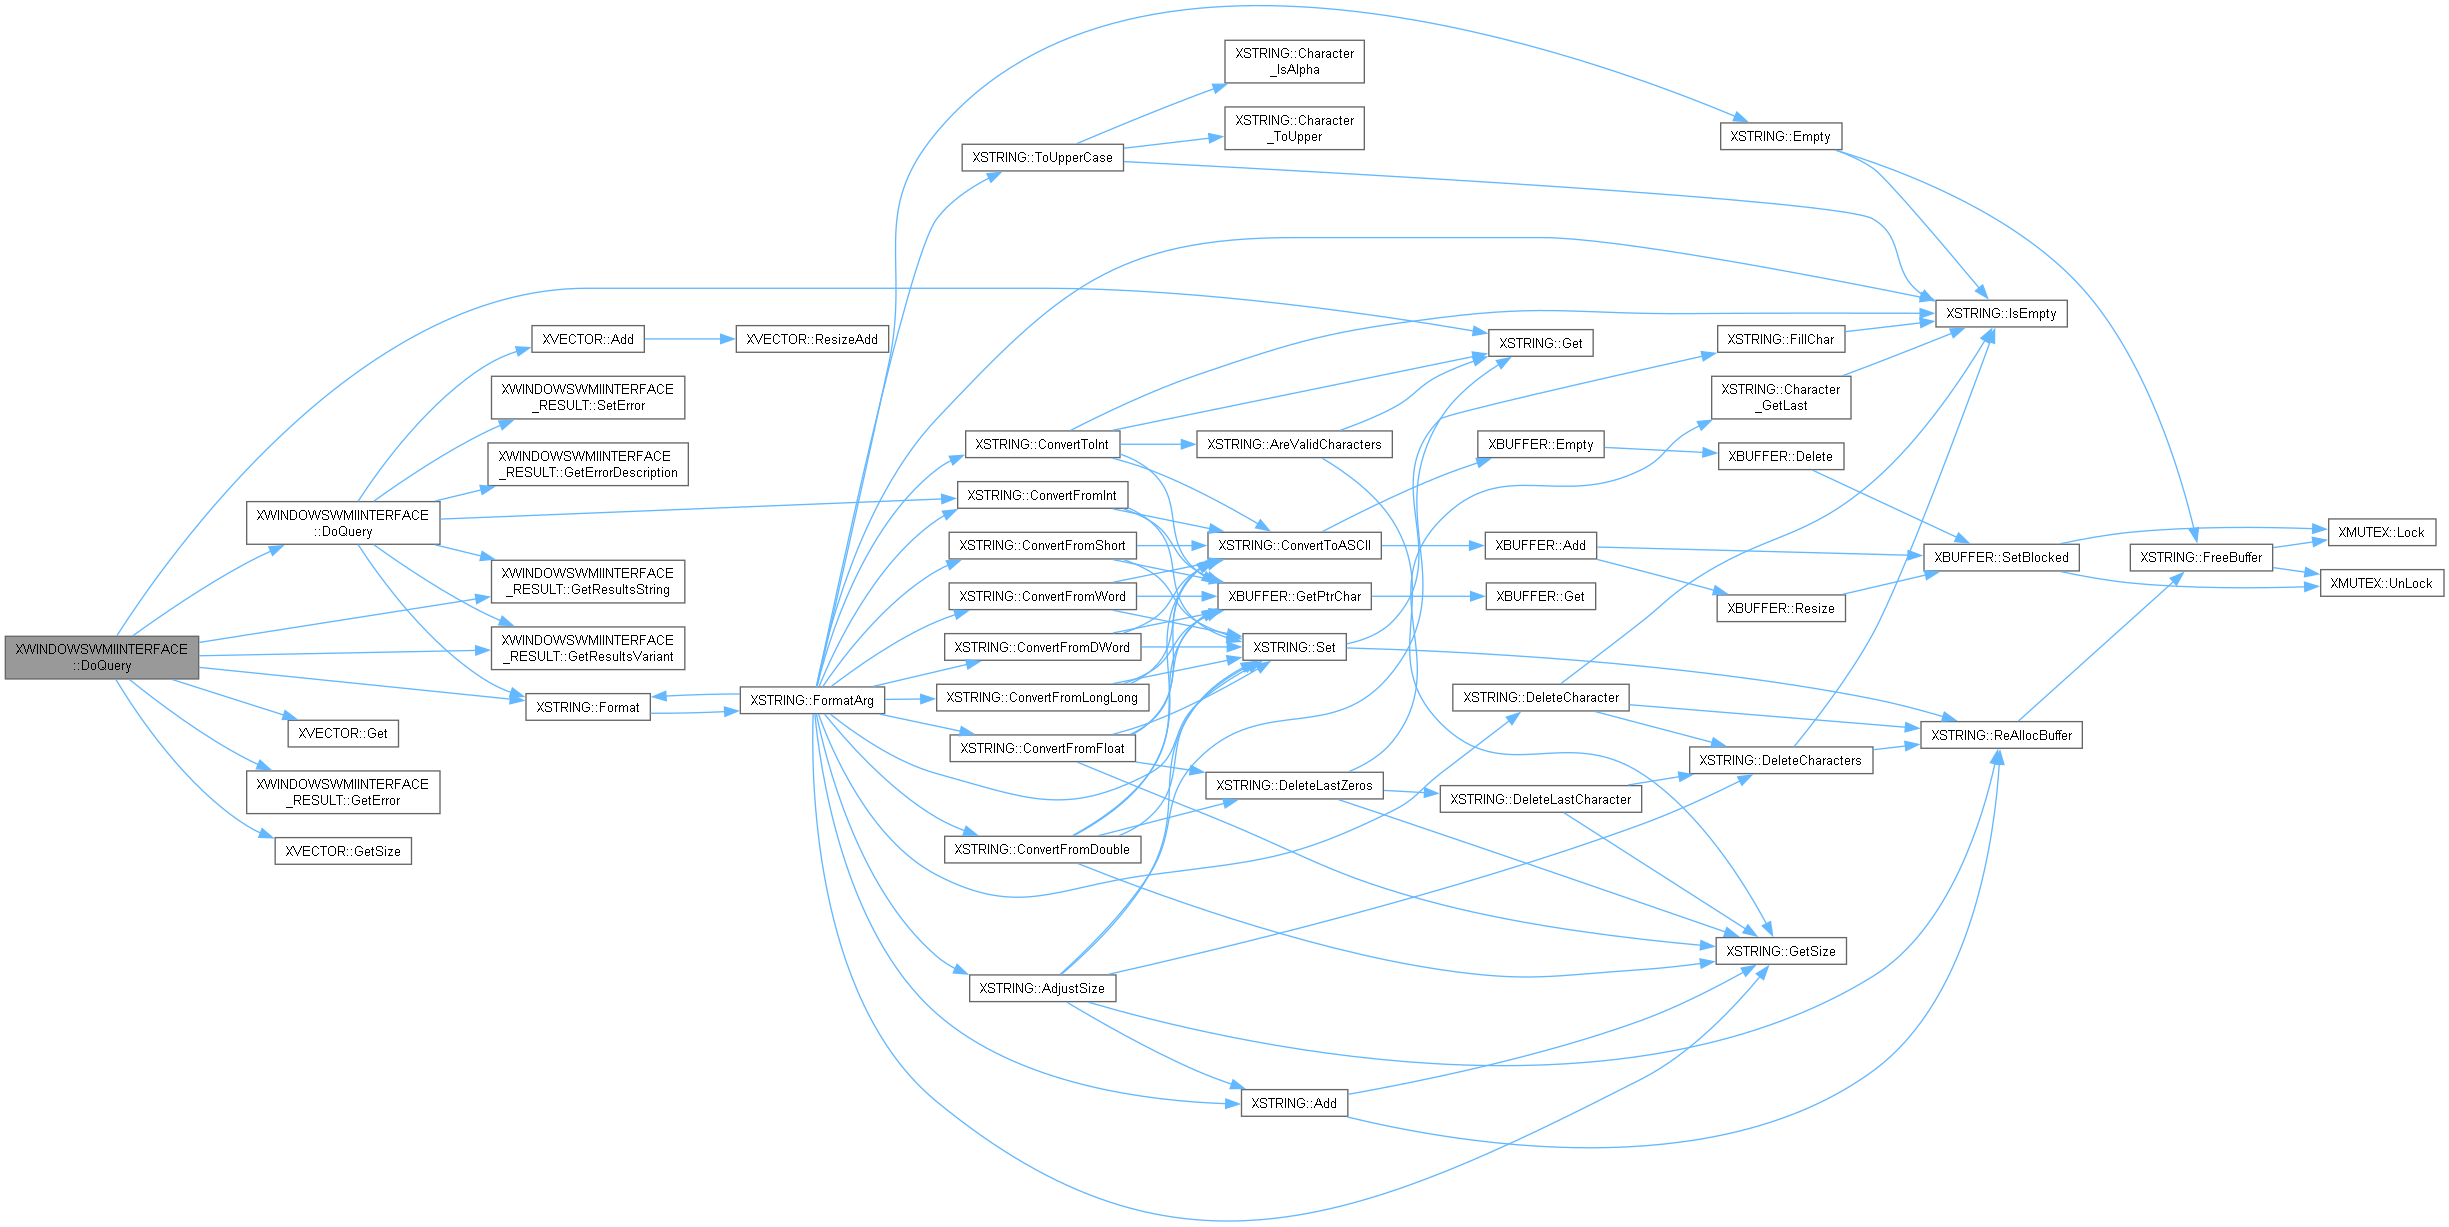 XWINDOWSWMIINTERFACE
::DoQuery
XWINDOWSWMIINTERFACE
::DoQuery
XVECTOR::Get
XWINDOWSWMIINTERFACE
_RESULT::GetError
XVECTOR::GetSize
XVECTOR::Add
XWINDOWSWMIINTERFACE
_RESULT::SetError
XWINDOWSWMIINTERFACE
_RESULT::GetErrorDescription
XWINDOWSWMIINTERFACE
_RESULT::GetResultsString
XWINDOWSWMIINTERFACE
_RESULT::GetResultsVariant
XSTRING::Format
XVECTOR::ResizeAdd
XSTRING::FormatArg
XSTRING::ToUpperCase
XSTRING::ConvertToInt
XSTRING::ConvertFromInt
XSTRING::ConvertFromShort
XSTRING::ConvertFromWord
XSTRING::ConvertFromDWord
XSTRING::ConvertFromLongLong
XSTRING::ConvertFromFloat
XSTRING::ConvertFromDouble
XSTRING::AdjustSize
XSTRING::Character
_IsAlpha
XSTRING::Character
_ToUpper
XSTRING::AreValidCharacters
XSTRING::ConvertToASCII
XBUFFER::GetPtrChar
XSTRING::Set
XSTRING::DeleteLastZeros
XSTRING::Add
XSTRING::Get
XBUFFER::Empty
XBUFFER::Add
XBUFFER::Get
XSTRING::DeleteCharacter
XSTRING::DeleteLastCharacter
XSTRING::Empty
XSTRING::FillChar
XSTRING::Character
_GetLast
XBUFFER::Delete
XBUFFER::Resize
XSTRING::DeleteCharacters
XSTRING::GetSize
XSTRING::IsEmpty
XBUFFER::SetBlocked
XSTRING::ReAllocBuffer
XSTRING::FreeBuffer
XMUTEX::Lock
XMUTEX::UnLock